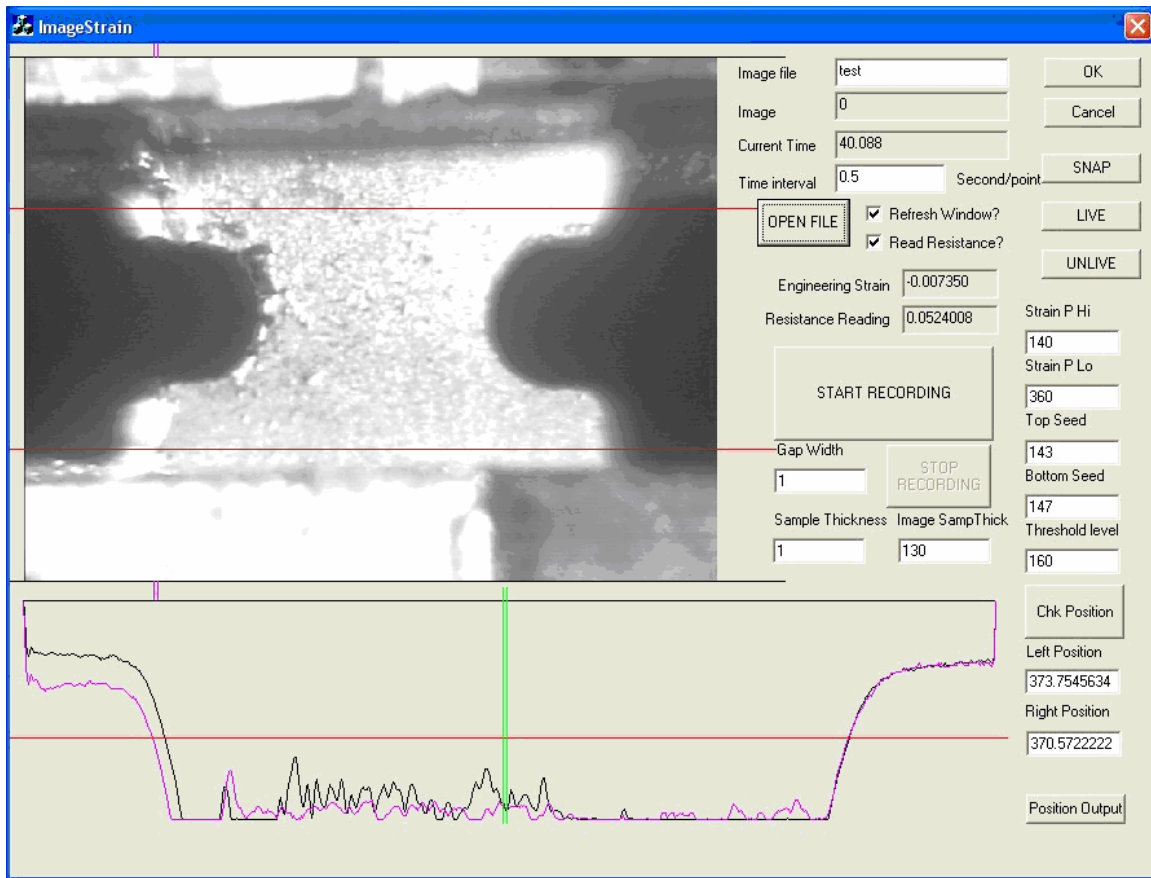 ImageStrain
Image file test OK
Image 0 Cancel
Current Time 40.088
Time interval 0.5 Second/point SNAP
OPEN FILE Refresh Window? LIVE
Read Resistance?
UNLIVE
Engineering Strain -0.007350
Resistance Reading 0.0524008
Strain P Hi
140
Strain P Lo
START RECORDING 360
Top Seed
Gap Width 143
1 STOP RECORDING
Bottom Seed
147
Sample Thickness Image SampThick
Threshold level
1 130 160
Chk Position
Left Position
373.7545634
Right Position
370.5722222
Position Output